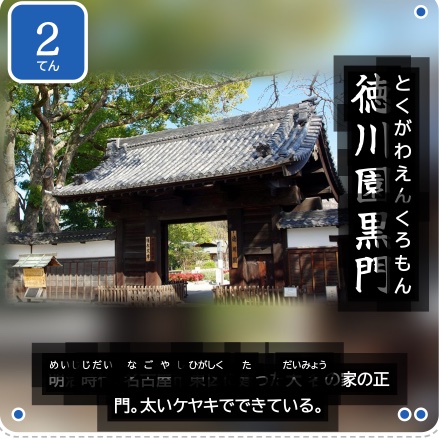 2
てん
徳川園黒門
とくがわえんくろもん
めいじじだい なごやしひがしく た だいみょう
明治時代 名古屋 東 った大 の家の正
門。太いケヤキでできている。